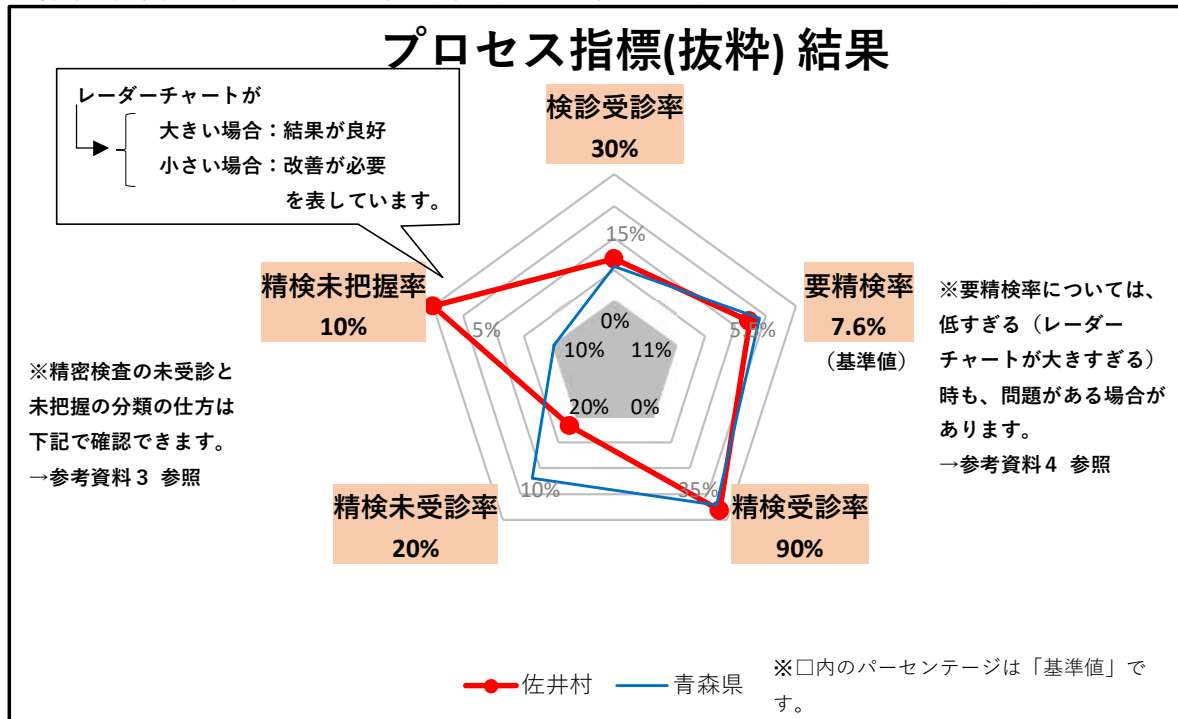 プロセス指標(抜粋) 結果
レーダーチャートが
大きい場合：結果が良好
小さい場合：改善が必要
を表しています。
検診受診率
30%
15%
0%
精検未把握率
10%
5%
10%
11%
5.5%
要精検率
7.6%
（基準値）
※要精検率については、
低すぎる（レーダー
チャートが大きすぎる）
時も、問題がある場合が
あります。
→参考資料４ 参照
※精密検査の未受診と
未把握の分類の仕方は
下記で確認できます。
→参考資料３ 参照
20%
0%
10%
35%
精検未受診率
20%
精検受診率
90%
佐井村
青森県
※□内のパーセンテージは「基準値」で
す。